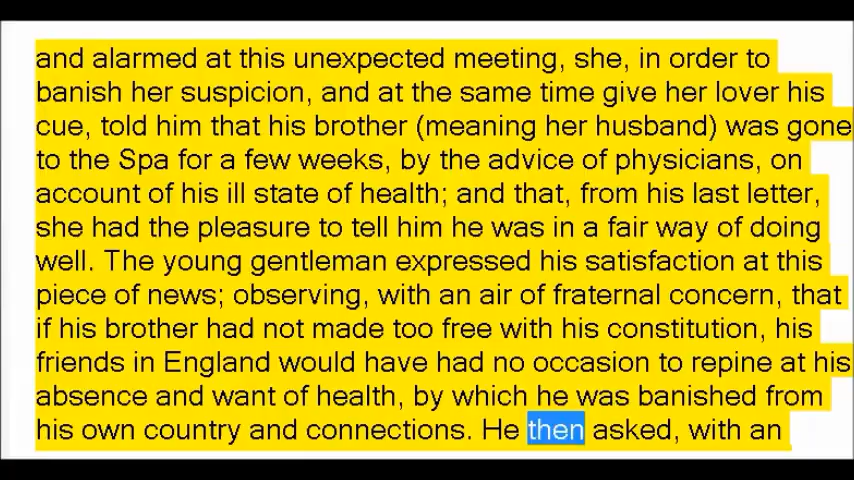 and alarmed at this unexpected meeting, she, in order to
banish her suspicion, and at the same time give her lover his
cue, told him that his brother (meaning her husband) was gone
to the Spa for a few weeks, by the advice of physicians, on
account of his ill state of health; and that, from his last letter,
she had the pleasure to tell him he was in a fair way of doing
well. The young gentleman expressed his satisfaction at this
piece of news; observing, with an air of fraternal concern, that
if his brother had not made too free with his constitution, his
friends in England would have had no occasion to repine at his
absence and want of health, by which he was banished from
his own country and connections. He then asked, with an